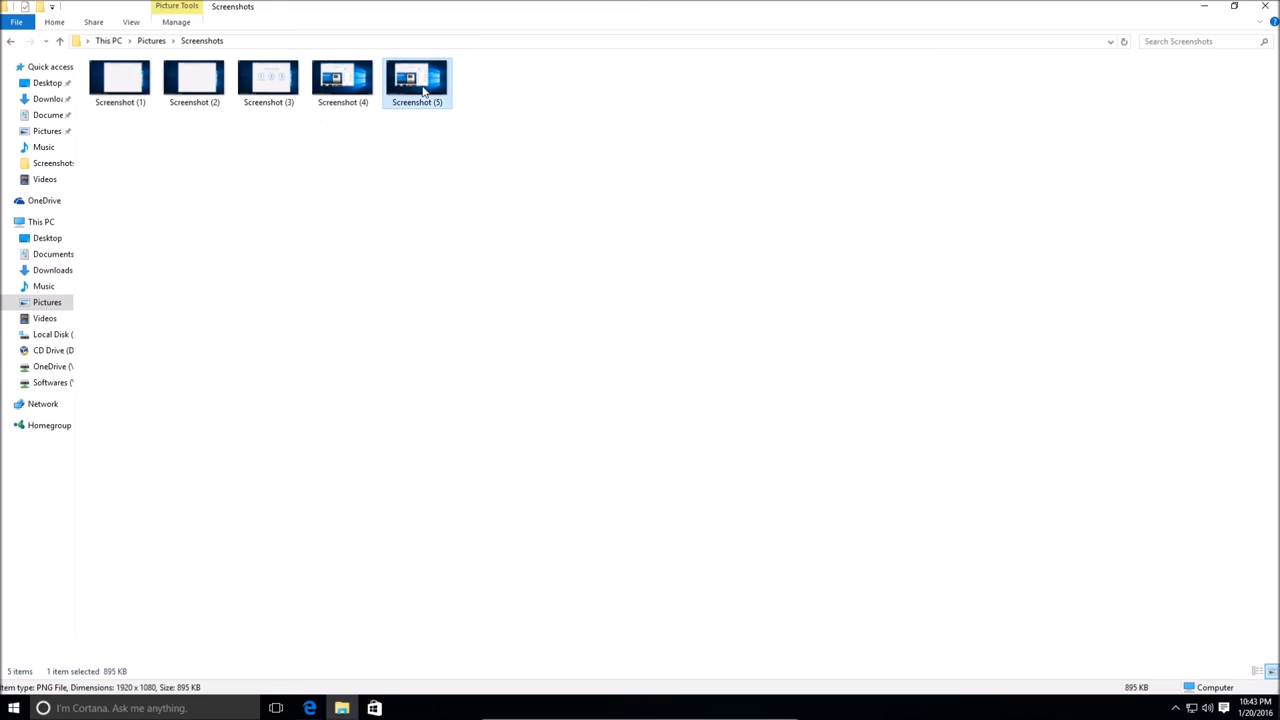 Picture Tools Screenshots
File Home Share View Manage
This PC Pictures Screenshots Search Screenshots
Quick access
Desktop
Downloa
Docume
Pictures
Music
Screenshots
Videos
OneDrive
This PC
Desktop
Documents
Downloads
Music
Pictures
Videos
Local Disk (
CD Drive (D
OneDrive (\
Softwares (\
Network
Homegroup
Screenshot (1) Screenshot (2) Screenshot (3) Screenshot (4) Screenshot (5)
5 items 1 item selected 895 KB
tem type: PNG File, Dimensions: 1920 x 1080, Size: 895 KB 895 KB Computer
I'm Cortana. Ask me anything. 10:43 PM
1/20/2016